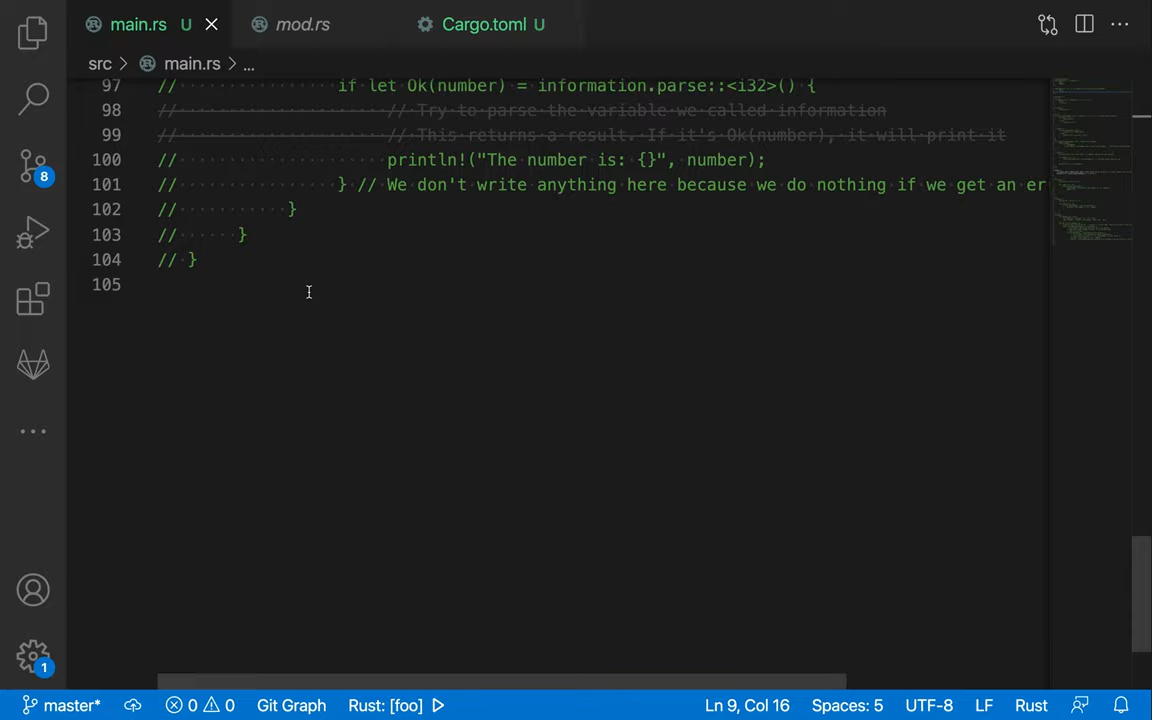 main.rs U mod.rs Cargo.toml U
src > main.rs > ...
97 // if let Ok(number) = information.parse::<i32>() {
98 // // Try to parse the variable we called information
99 // // This returns a result. If it's Ok(number), it will print it
100 // println!("The number is: {}", number);
101 // } // We don't write anything here because we do nothing if we get an er
102 // }
103 // }
104 // }
105
8
1
master* 0 0 Git Graph Rust: [foo] Ln 9, Col 16 Spaces: 5 UTF-8 LF Rust